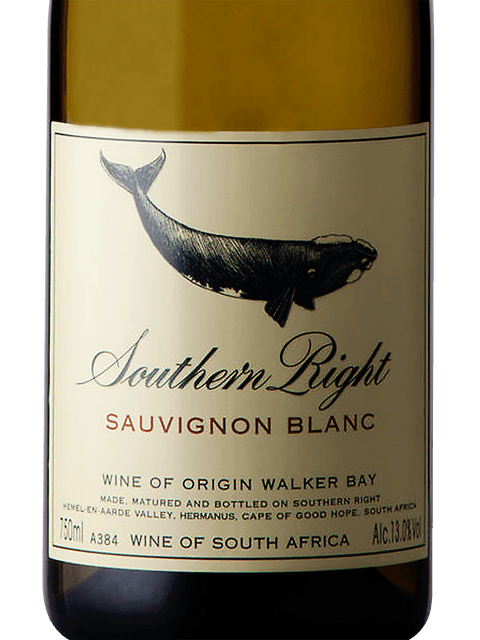 Southern Right
SAUVIGNON BLANC
WINE OF ORIGIN WALKER BAY
MADE, MATURED AND BOTTLED ON SOUTHERN RIGHT
HEMEL-EN-AARDE VALLEY, HERMANUS, CAPE OF GOOD HOPE, SOUTH AFRICA
750ml A384 WINE OF SOUTH AFRICA Alc.13.0%Vol